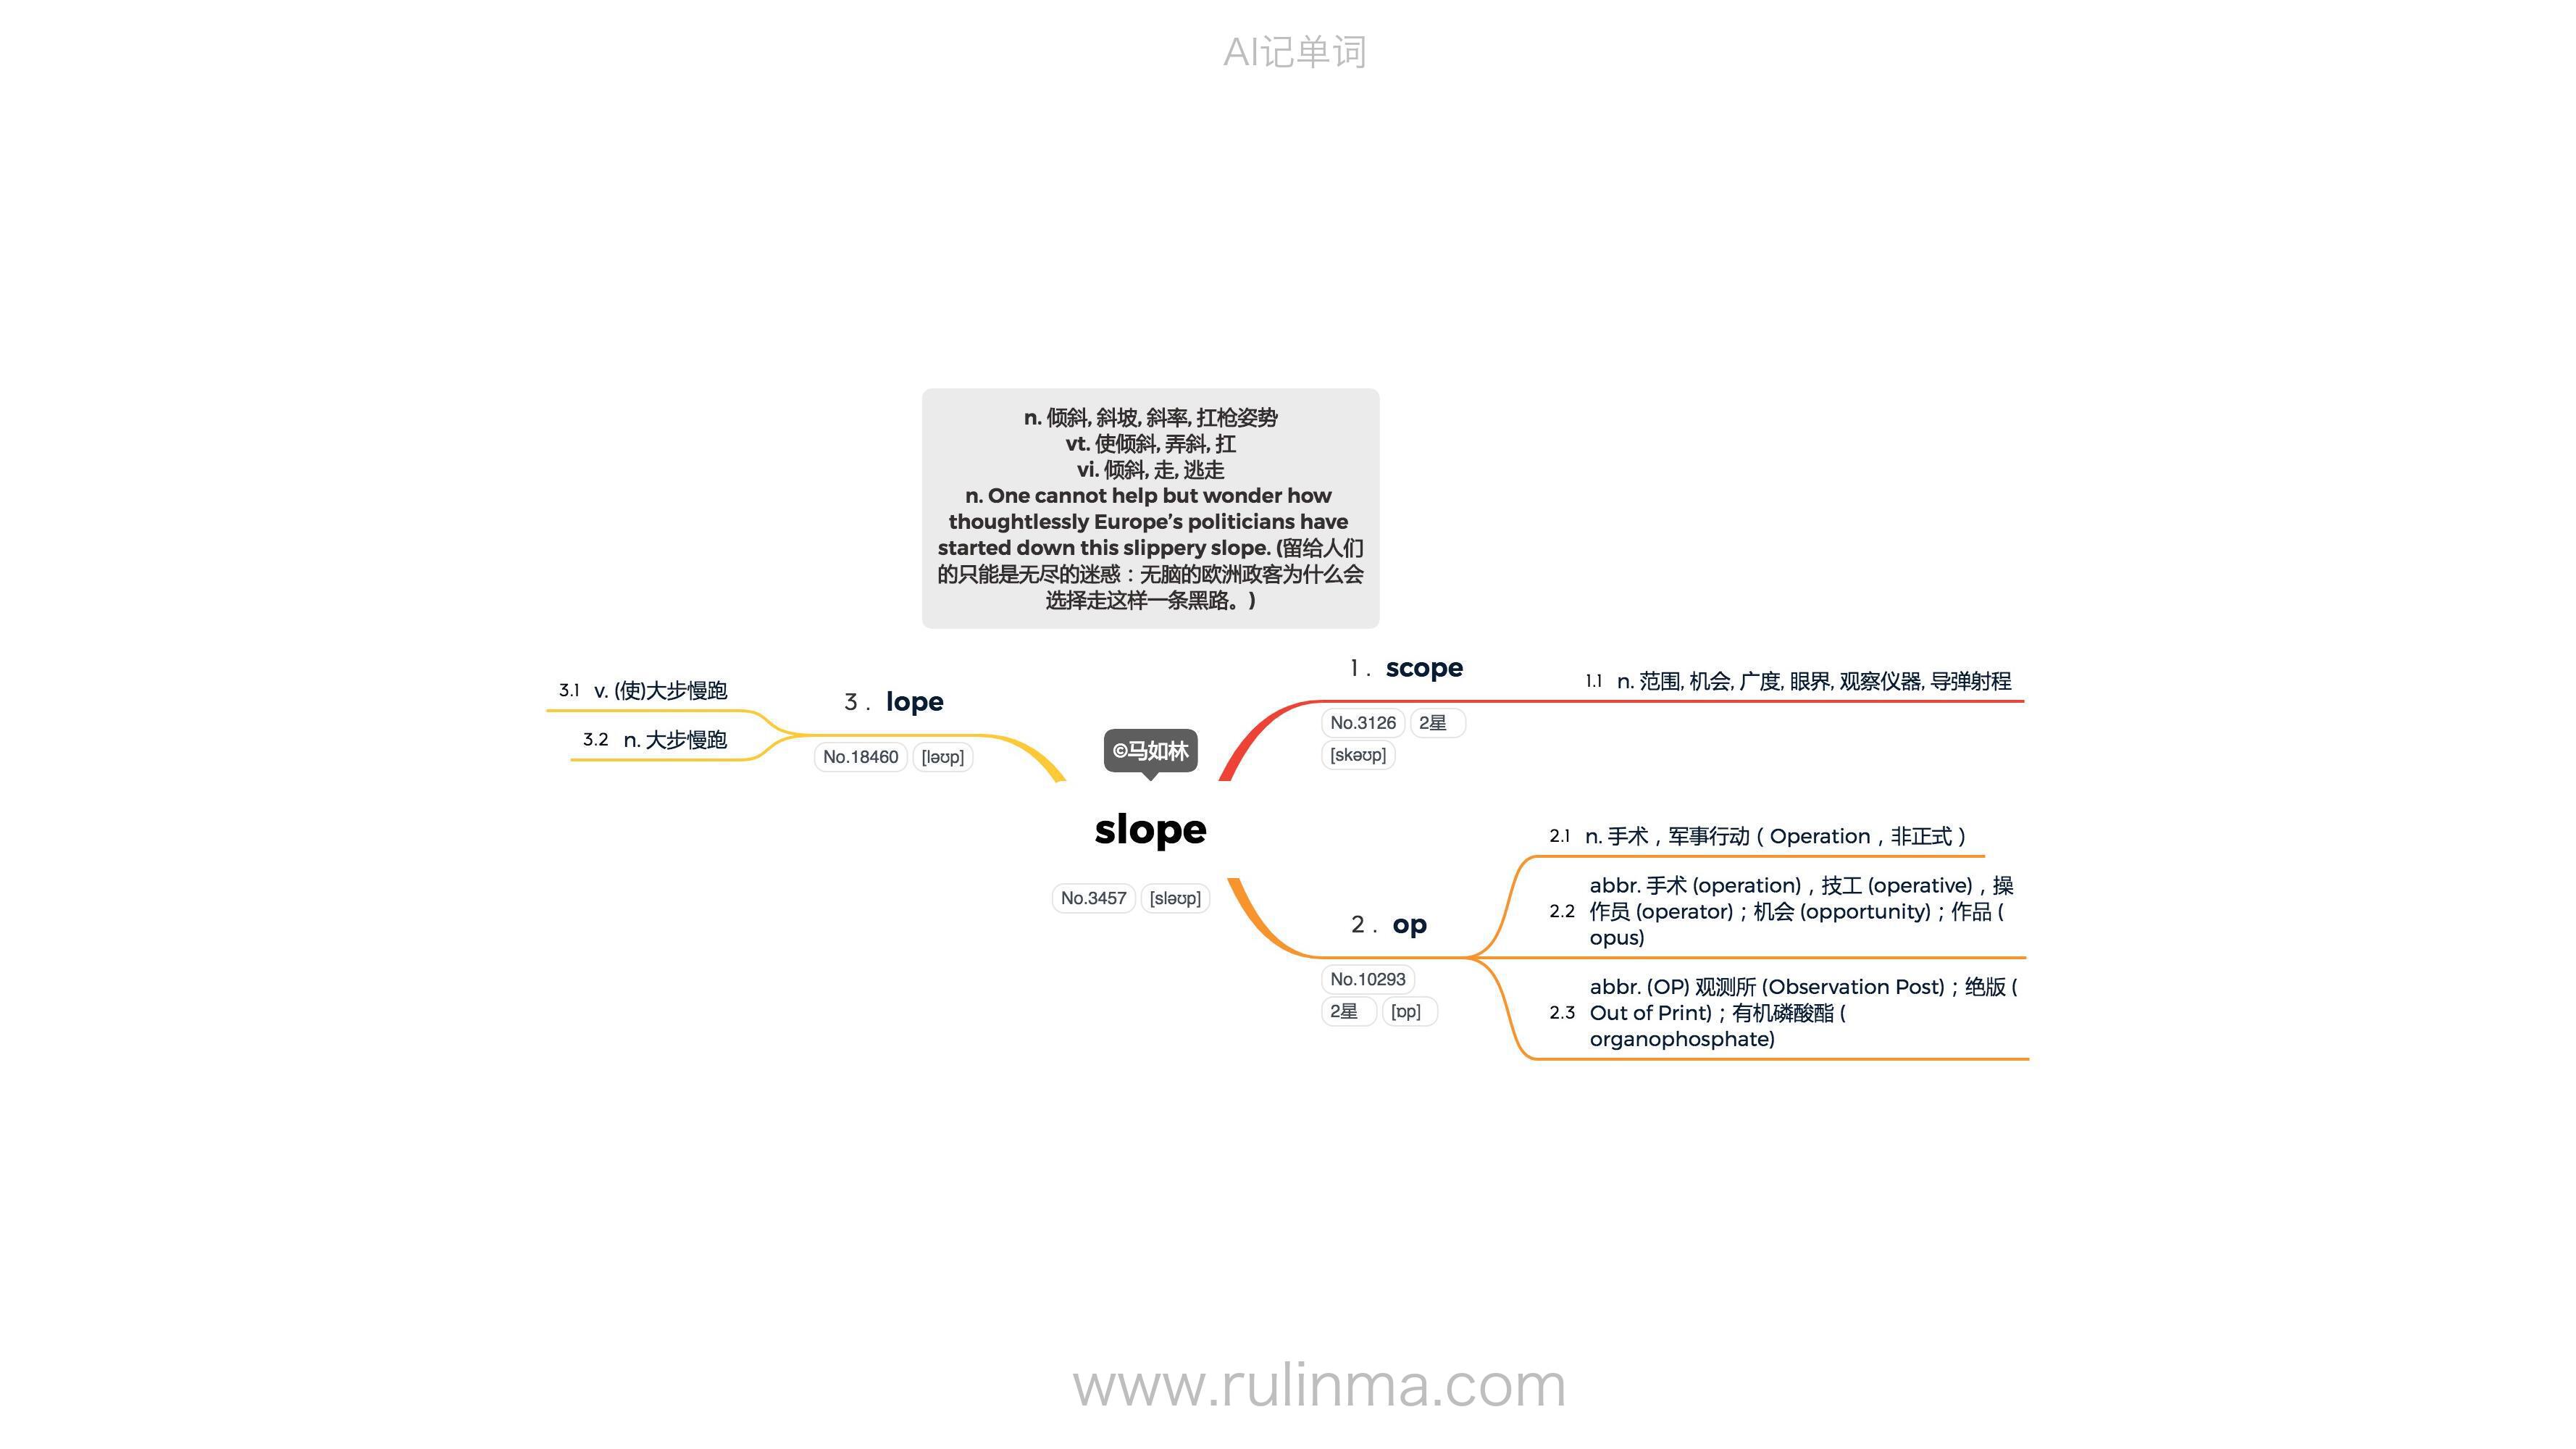 AI记单词
n. 倾斜, 斜坡, 斜率, 扛枪姿势
vt. 使倾斜, 弄斜, 扛
vi. 倾斜, 走, 逃走
n. One cannot help but wonder how
thoughtlessly Europe’s politicians have
started down this slippery slope. (留给人们
的只能是无尽的迷惑：无脑的欧洲政客为什么会
选择走这样一条黑路。)
©马如林
slope
No.3457 [sləʊp]
1. scope
No.3126 2星
[skəʊp]
1.1 n. 范围, 机会, 广度, 眼界, 观察仪器, 导弹射程
2. op
No.10293
2星 [ɒp]
2.1 n. 手术，军事行动（Operation，非正式）
2.2 abbr. 手术 (operation)，技工 (operative)，操
作员 (operator)；机会 (opportunity)；作品 (
opus)
2.3 abbr. (OP) 观测所 (Observation Post)；绝版 (
Out of Print)；有机磷酸酯 (
organophosphate)
3. lope
No.18460 [ləʊp]
3.1 v. (使)大步慢跑
3.2 n. 大步慢跑
www.rulinma.com